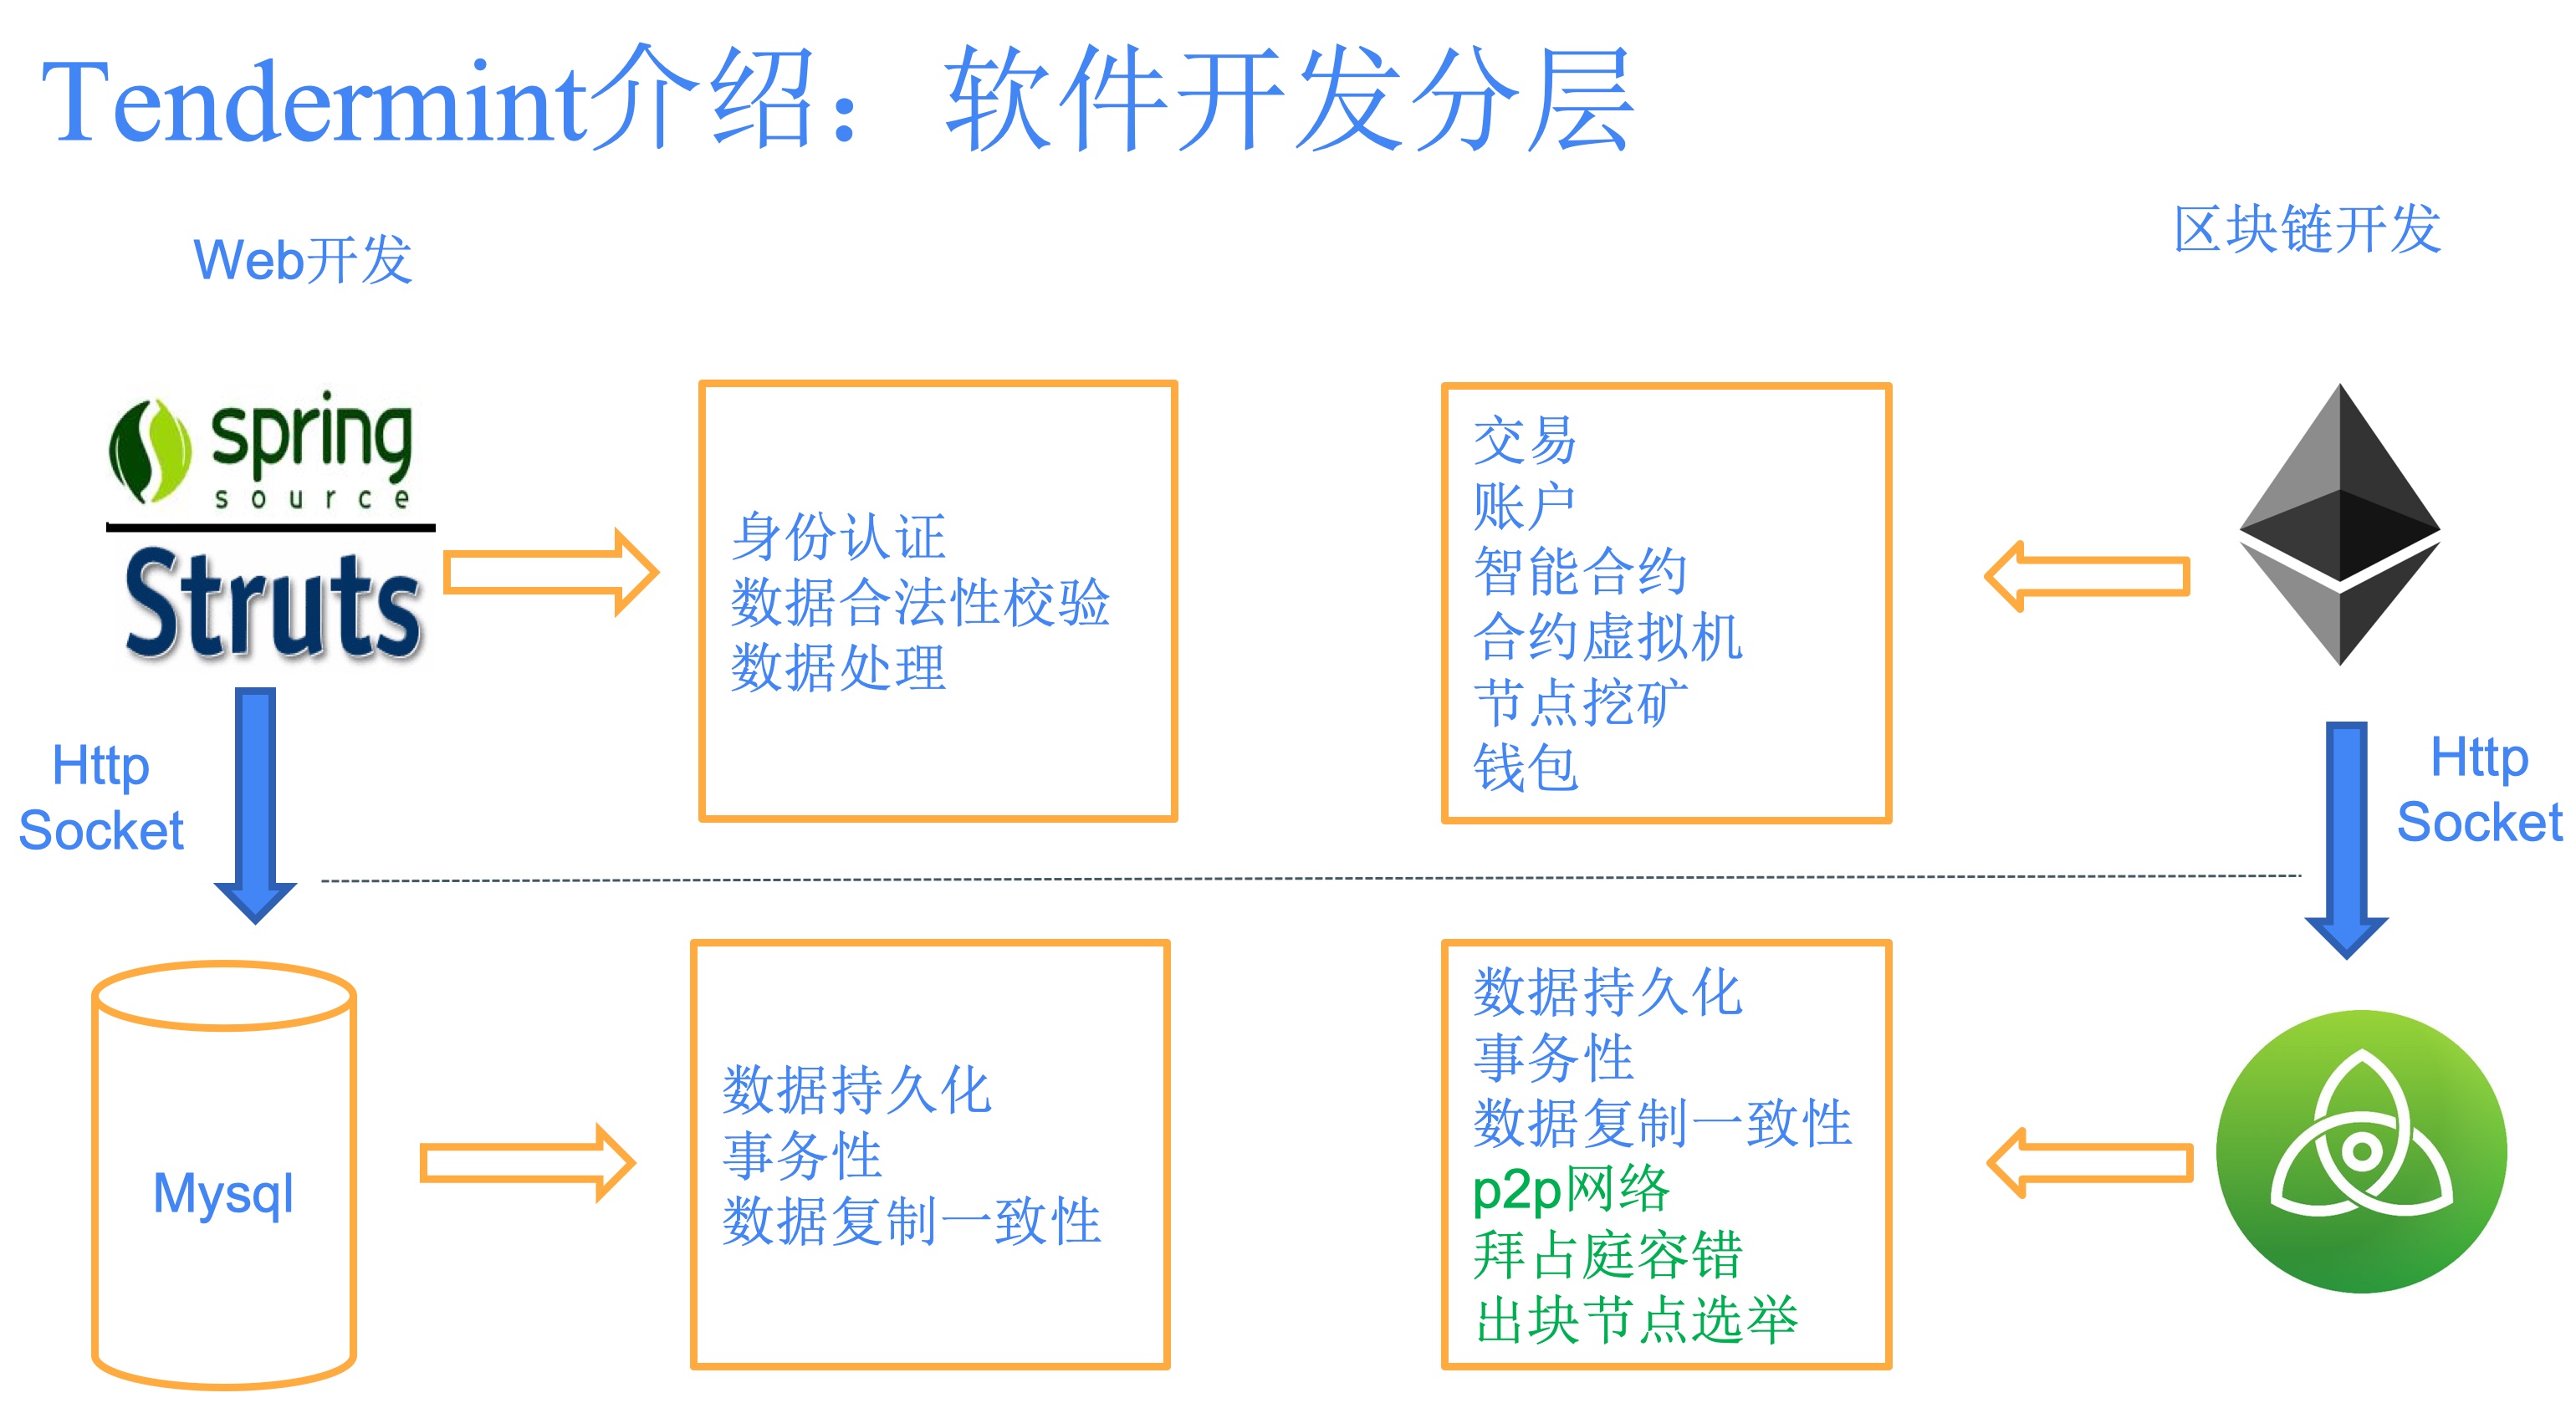 Tendermint介绍：软件开发分层
Web开发
区块链开发
spring
source
Struts
身份认证
数据合法性校验
数据处理
交易
账户
智能合约
合约虚拟机
节点挖矿
钱包
Http
Socket
Http
Socket
Mysql
数据持久化
事务性
数据复制一致性
数据持久化
事务性
数据复制一致性
p2p网络
拜占庭容错
出块节点选举